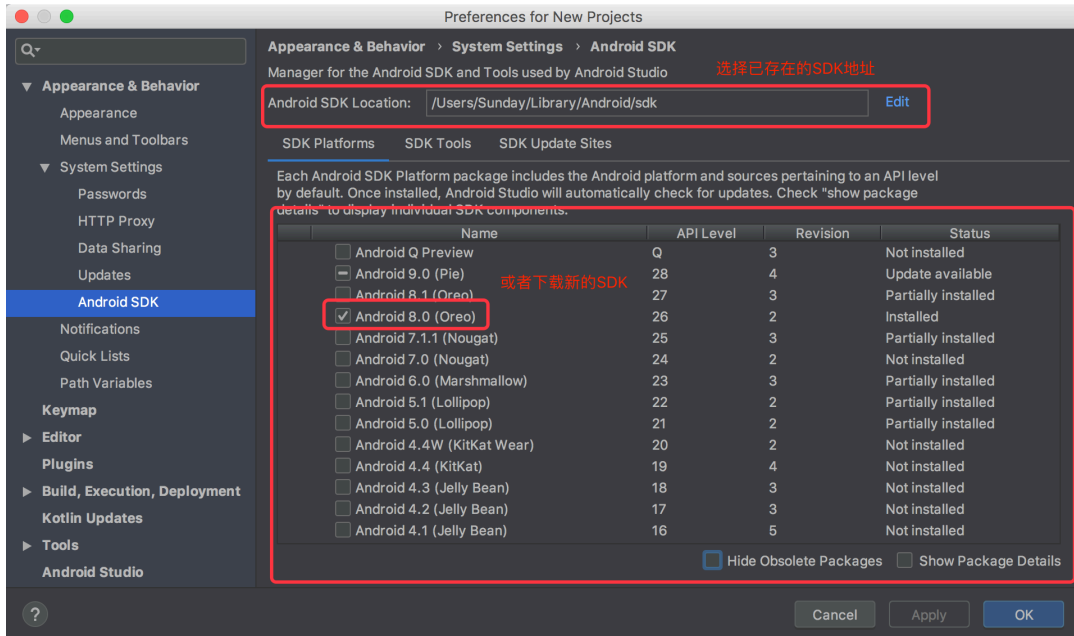 Preferences for New Projects
Appearance & Behavior › System Settings › Android SDK
Manager for the Android SDK and Tools used by Android Studio
选择已存在的SDK地址
Android SDK Location: /Users/Sunday/Library/Android/sdk Edit
SDK Platforms SDK Tools SDK Update Sites
Each Android SDK Platform package includes the Android platform and sources pertaining to an API level
by default. Once installed, Android Studio will automatically check for updates. Check "show package
details" to display individual SDK components.
Name API Level Revision Status
Android Q Preview Q 3 Not installed
Android 9.0 (Pie) 28 4 Update available
或者下载新的SDK
Android 8.1 (Oreo) 27 3 Partially installed
Android 8.0 (Oreo) 26 2 Installed
Android 7.1.1 (Nougat) 25 3 Partially installed
Android 7.0 (Nougat) 24 2 Not installed
Android 6.0 (Marshmallow) 23 3 Partially installed
Android 5.1 (Lollipop) 22 2 Partially installed
Android 5.0 (Lollipop) 21 2 Partially installed
Android 4.4W (KitKat Wear) 20 2 Not installed
Android 4.4 (KitKat) 19 4 Not installed
Android 4.3 (Jelly Bean) 18 3 Not installed
Android 4.2 (Jelly Bean) 17 3 Not installed
Android 4.1 (Jelly Bean) 16 5 Not installed
Hide Obsolete Packages Show Package Details
Appearance & Behavior
Appearance
Menus and Toolbars
System Settings
Passwords
HTTP Proxy
Data Sharing
Updates
Android SDK
Notifications
Quick Lists
Path Variables
Keymap
Editor
Plugins
Build, Execution, Deployment
Kotlin Updates
Tools
Android Studio
? Cancel Apply OK